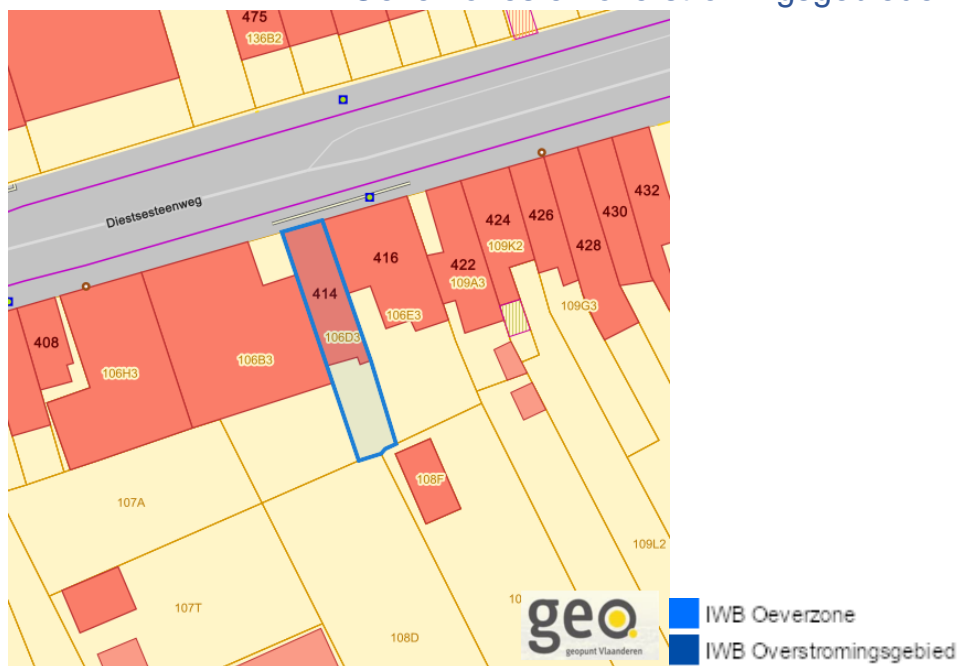 475
136B2
Diestsesteenweg
432
430
424
426
109K2
428
416
422
109A3
414
109G3
106E3
106D3
408
106B3
106H3
108F
107A
109L2
10
107T
108D
geo.
geopunt Vlaanderen
IWB Oeverzone
IWB Overstromingsgebied